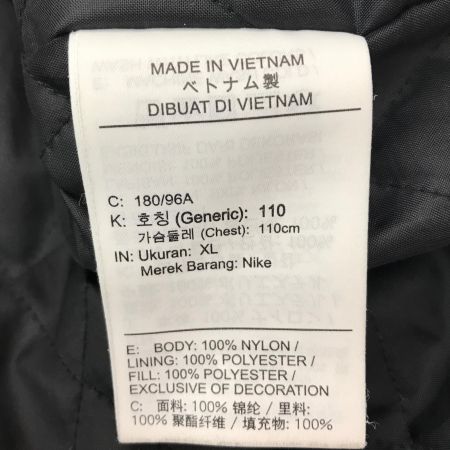 MADE IN VIETNAM
ベトナム製
DIBUAT DI VIETNAM
C: 180/96A
K: 호칭 (Generic): 110
가슴둘레 (Chest): 110cm
IN: Ukuran: XL
Merek Barang: Nike
E: BODY: 100% NYLON /
LINING: 100% POLYESTER /
FILL: 100% POLYESTER /
EXCLUSIVE OF DECORATION
C: 面料: 100% 锦纶 / 里料:
100% 聚酯纤维 / 填充物: 100%